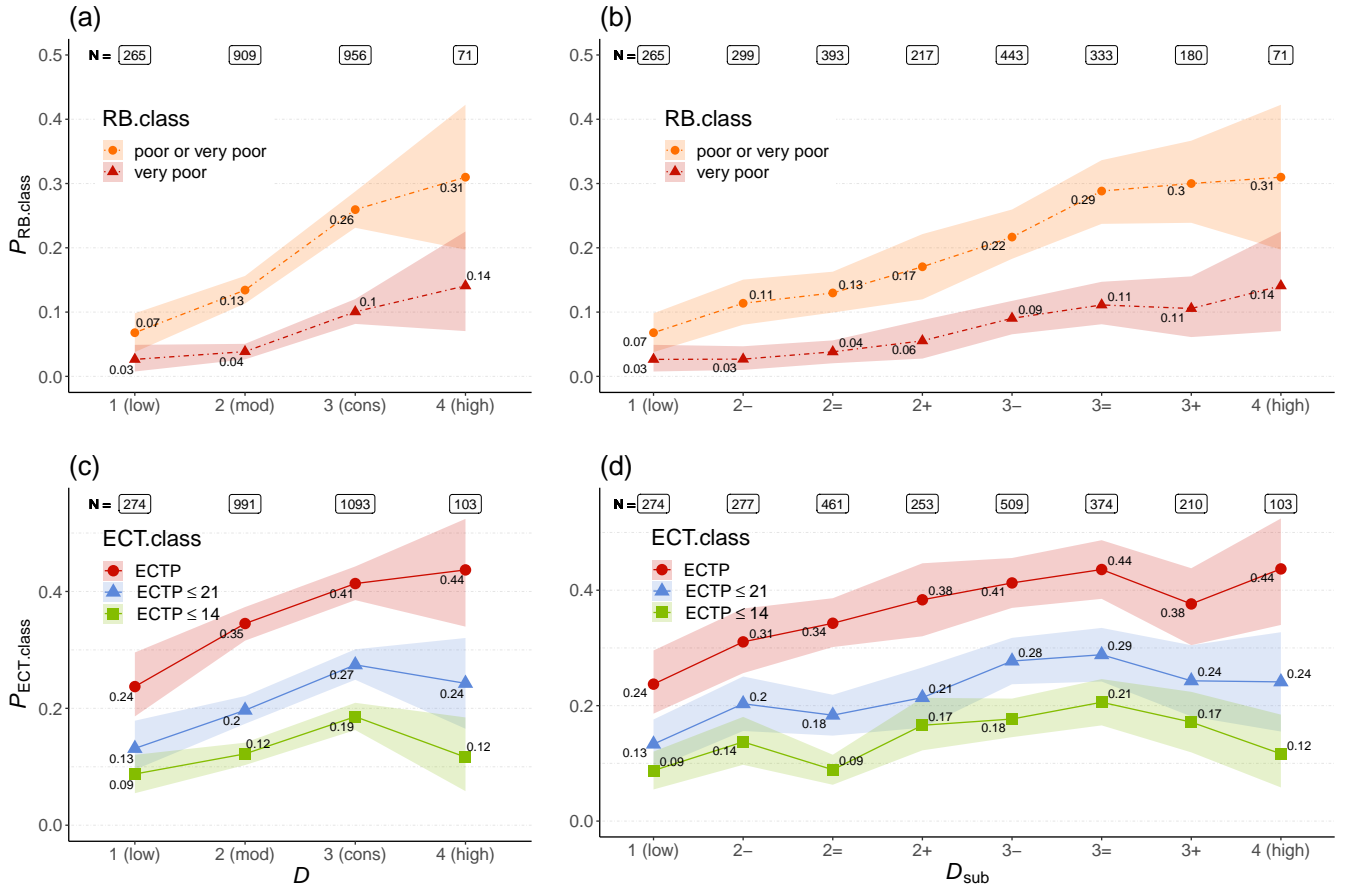 (a)
0.5
N = 265 909 956 71
0.4
RB.class
poor or very poor
very poor
0.3
0.2
0.1
0.0
P RB.class
0.07 0.13 0.26 0.31
0.03 0.04 0.1 0.14
1 (low) 2 (mod) 3 (cons) 4 (high)
(b)
0.5
N = 265 299 393 217 443 333 180 71
0.4
RB.class
poor or very poor
very poor
0.3
0.2
0.1
0.0
0.07 0.11 0.13 0.17 0.22 0.29 0.3 0.31
0.03 0.03 0.04 0.06 0.09 0.11 0.11 0.14
1 (low) 2− 2= 2+ 3− 3= 3+ 4 (high)
(c)
N = 274 991 1093 103
ECT.class
ECTP
ECTP ≤ 21
ECTP ≤ 14
0.4
0.2
0.0
P ECT.class
0.24 0.35 0.41 0.44
0.13 0.2 0.27 0.24
0.09 0.12 0.19 0.12
1 (low) 2 (mod) 3 (cons) 4 (high)
D
(d)
N = 274 277 461 253 509 374 210 103
ECT.class
ECTP
ECTP ≤ 21
ECTP ≤ 14
0.4
0.2
0.0
0.24 0.31 0.34 0.38 0.41 0.44 0.38 0.44
0.13 0.2 0.18 0.21 0.28 0.29 0.24 0.24
0.09 0.14 0.09 0.17 0.18 0.21 0.17 0.12
1 (low) 2− 2= 2+ 3− 3= 3+ 4 (high)
D sub